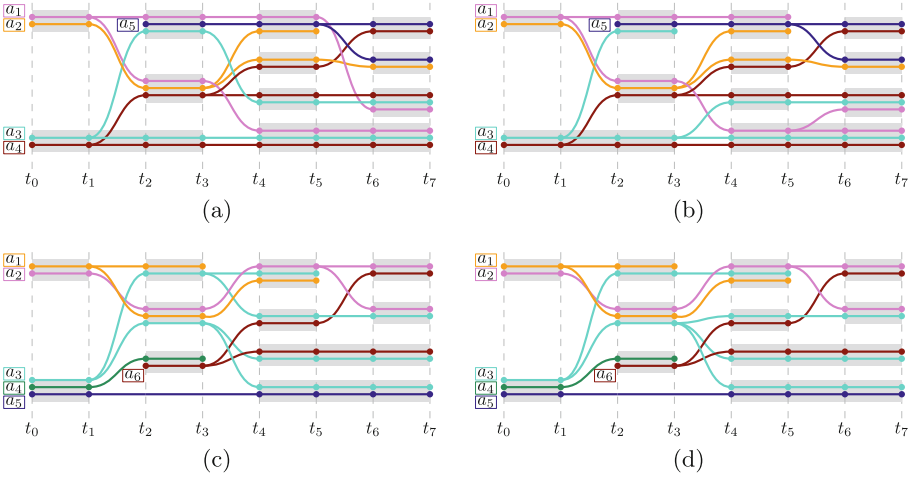 a₁ a₁
a₂ a₅ a₂ a₅
a₃ a₃
a₄ a₄
t₀ t₁ t₂ t₃ t₄ t₅ t₆ t₇ t₀ t₁ t₂ t₃ t₄ t₅ t₆ t₇
(a) (b)
a₁ a₁
a₂ a₂
a₃ a₆ a₃ a₆
a₄ a₄
a₅ a₅
t₀ t₁ t₂ t₃ t₄ t₅ t₆ t₇ t₀ t₁ t₂ t₃ t₄ t₅ t₆ t₇
(c) (d)